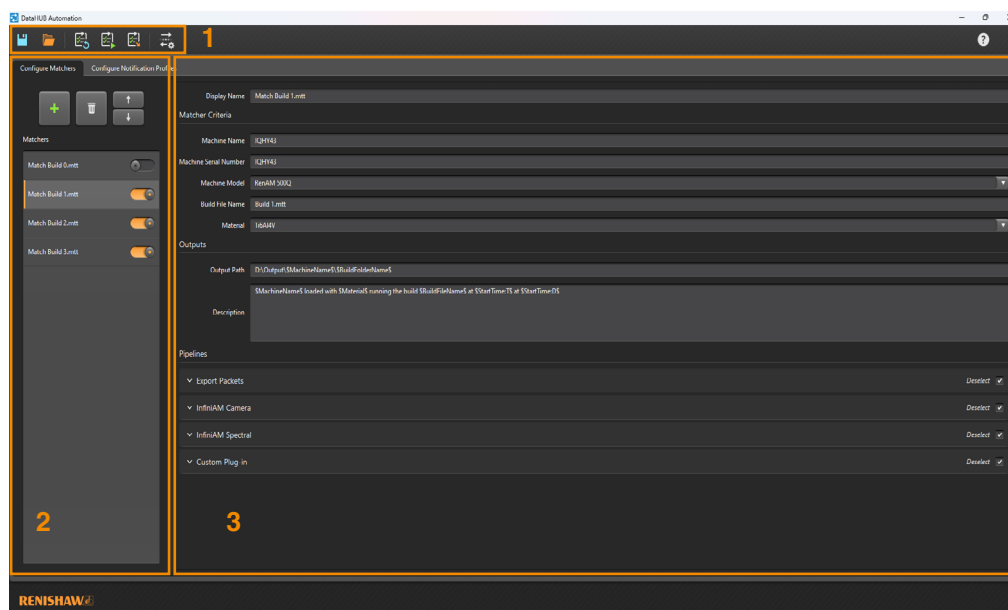 DataHUB Automation
1
Configure Matchers
Configure Notification Profile
Display Name
Match Build 1.mtt
Matcher Criteria
Matchers
Machine Name
IQHY43
Match Build 0.mtt
Machine Serial Number
IQHY43
Machine Model
RenAM 500Q
Match Build 1.mtt
Build File Name
Build 1.mtt
Match Build 2.mtt
Material
Ti6Al4V
Outputs
Match Build 3.mtt
Output Path
D:\Output\$MachineName$\$BuildFolderName$
$MachineName$ loaded with $Material$ running the build $BuildFileName$ at $StartTime:T$ at $StartTime:D$
Description
Pipelines
Export Packets
Deselect
InfiniAM Camera
Deselect
InfiniAM Spectral
Deselect
Custom Plug in
Deselect
2
3
RENISHAW